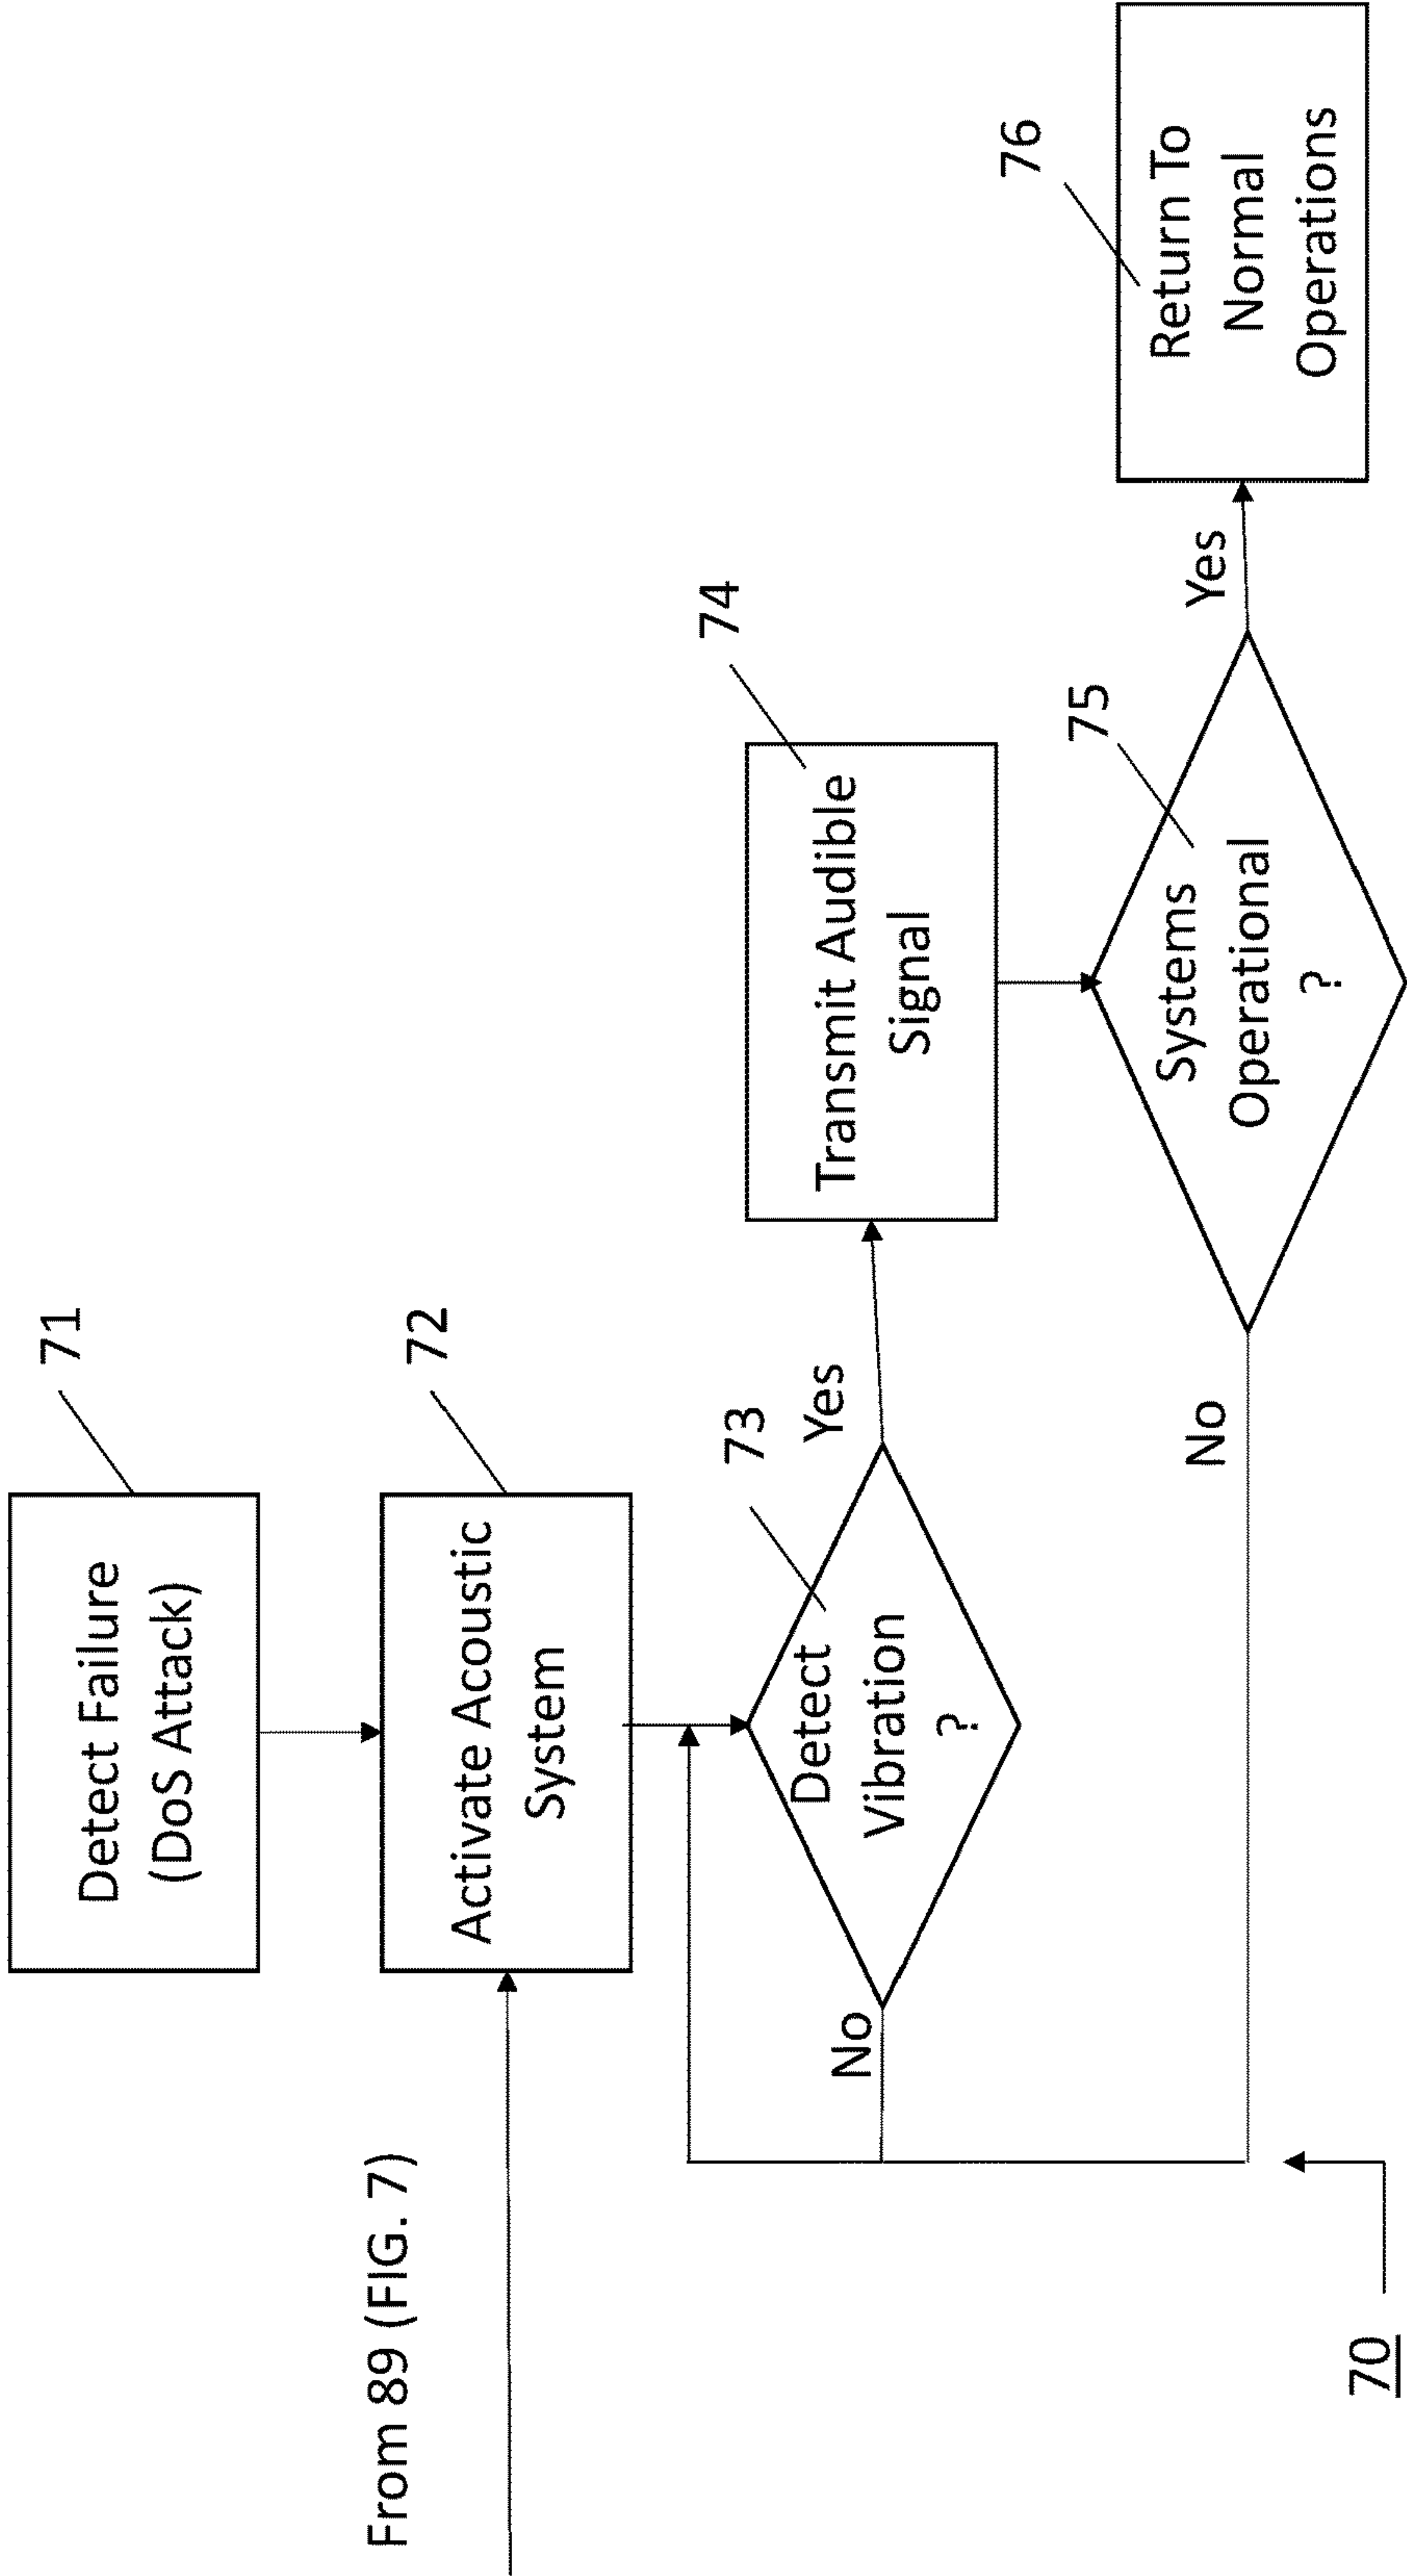 Detect Failure
(DoS Attack)
71
From 89 (FIG. 7)
Activate Acoustic
System
72
Detect
Vibration
?
73
No
Yes
Transmit Audible
Signal
74
Systems
Operational
?
75
No
Yes
Return To
Normal
Operations
76
70